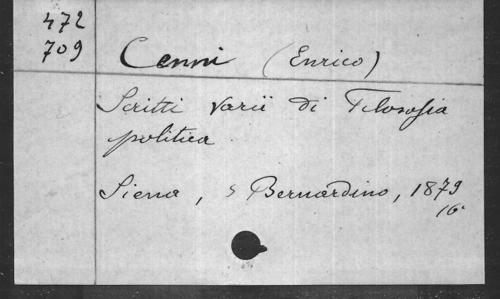 472
709
Cenni (Enrico)
Scritti varii di Filosofia
politica
Siena, S Bernardino, 1879
16°